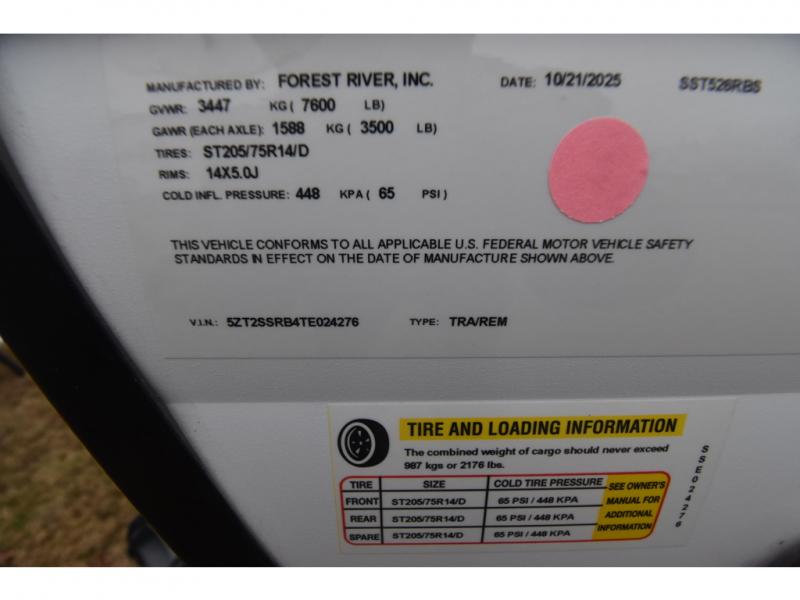 MANUFACTURED BY: FOREST RIVER, INC. DATE: 10/21/2025 SST526RBS
GVWR: 3447 KG ( 7600 LB)
GAWR (EACH AXLE): 1588 KG ( 3500 LB)
TIRES: ST205/75R14/D
RIMS: 14X5.0J
COLD INFL. PRESSURE: 448 KPA ( 65 PSI)
THIS VEHICLE CONFORMS TO ALL APPLICABLE U.S. FEDERAL MOTOR VEHICLE SAFETY
STANDARDS IN EFFECT ON THE DATE OF MANUFACTURE SHOWN ABOVE.
V.I.N.: 5ZT2SSRB4TE024276 TYPE: TRA/REM
TIRE AND LOADING INFORMATION
The combined weight of cargo should never exceed
987 kgs or 2176 lbs.
TIRE SIZE COLD TIRE PRESSURE
FRONT ST205/75R14/D 65 PSI / 448 KPA
REAR ST205/75R14/D 65 PSI / 448 KPA
SPARE ST205/75R14/D 65 PSI / 448 KPA
SEE OWNER'S
MANUAL FOR
ADDITIONAL
INFORMATION
SSE024276